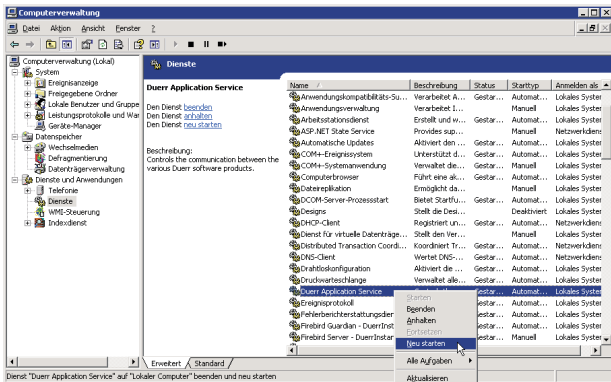 Computerverwaltung
Datei Aktion Ansicht Fenster ?
Computerverwaltung (Lokal)
System
Ereignisanzeige
Freigegebene Ordner
Lokale Benutzer und Gruppe
Leistungsprotokolle und War
Geräte-Manager
Datenspeicher
Wechselmedien
Defragmentierung
Datenträgerverwaltung
Dienste und Anwendungen
Telefonie
Dienste
WMI-Steuerung
Indexdienst
Dienste
Duerr Application Service
Den Dienst beenden
Den Dienst anhalten
Den Dienst neu starten
Beschreibung:
Controls the communication between the
various Duerr software products.
Name Beschreibung Status Starttyp Anmelden als
Anwendungskompatibilitäts-Su... Verarbeitet A... Gestar... Automat... Lokales System
Anwendungsverwaltung Verarbeitet I... Manuell Lokales System
Arbeitsstationsdienst Erstellt und w... Gestar... Automat... Lokales System
ASP.NET State Service Provides sup... Manuell Netzwerkdiens
Automatische Updates Aktiviert den ... Gestar... Automat... Lokales System
COM+-Ereignissystem Unterstützt d... Gestar... Automat... Lokales System
COM+-Systemanwendung Verwaltet die... Gestar... Manuell Lokales System
Computerbrowser Führt eine ak... Gestar... Automat... Lokales System
Dateireplikation Ermöglicht da... Manuell Lokales System
DCOM-Server-Prozessstart Bietet Startfu... Gestar... Automat... Lokales System
Designs Stellt die Desi... Deaktiviert Lokales System
DHCP-Client Registriert un... Gestar... Automat... Netzwerkdiens
Dienst für virtuelle Datenträge... Stellt den Ver... Manuell Lokales System
Distributed Transaction Coordi... Koordiniert Tr... Gestar... Automat... Netzwerkdiens
DNS-Client Wertet DNS-... Gestar... Automat... Netzwerkdiens
Drahtloskonfiguration Aktiviert die ... Gestar... Automat... Lokales System
Druckwarteschlange Verwaltet alle... Gestar... Automat... Lokales System
Duerr Application Service Gestar... Automat... Lokales System
Ereignisprotokoll Gestar... Automat... Lokales System
Fehlerberichterstattungsdien Gestar... Automat... Lokales System
Firebird Guardian - DuerrInst Gestar... Automat... Lokales System
Firebird Server - DuerrInstar Gestar... Manuell Lokales System
Starten
Beenden
Anhalten
Fortsetzen
Neu starten
Alle Aufgaben
Aktualisieren
Erweitert Standard
Dienst "Duerr Application Service" auf "Lokaler Computer" beenden und neu starten